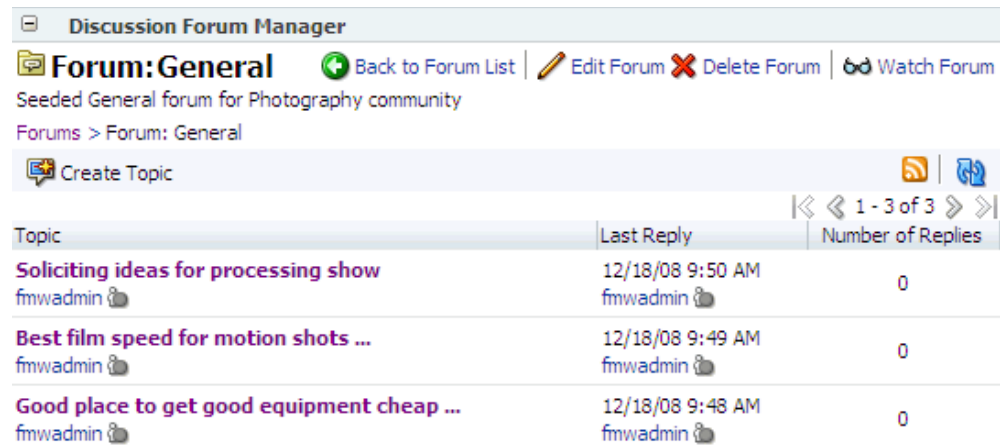 Discussion Forum Manager
Forum: General Back to Forum List Edit Forum Delete Forum Watch Forum
Seeded General forum for Photography community
Forums > Forum: General
Create Topic
1 - 3 of 3
Topic Last Reply Number of Replies
Soliciting ideas for processing show 12/18/08 9:50 AM 0
fmwadmin fmwadmin
Best film speed for motion shots ... 12/18/08 9:49 AM 0
fmwadmin fmwadmin
Good place to get good equipment cheap ... 12/18/08 9:48 AM 0
fmwadmin fmwadmin